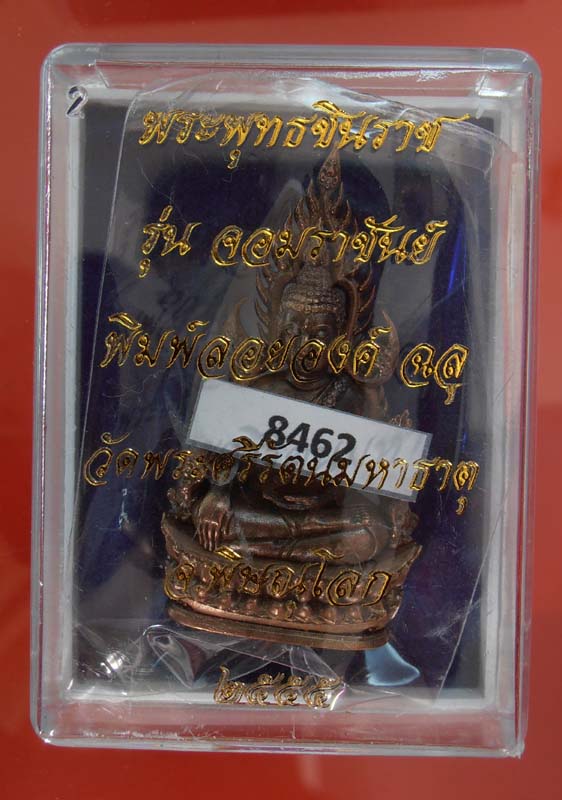 พระพุทธชินราช
รุ่น จอมราชันย์
พิมพ์ลอยองค์ ฉลุ
8462
วัดพระศรีรัตนมหาธาตุ
จ.พิษณุโลก
๒๕๕๕